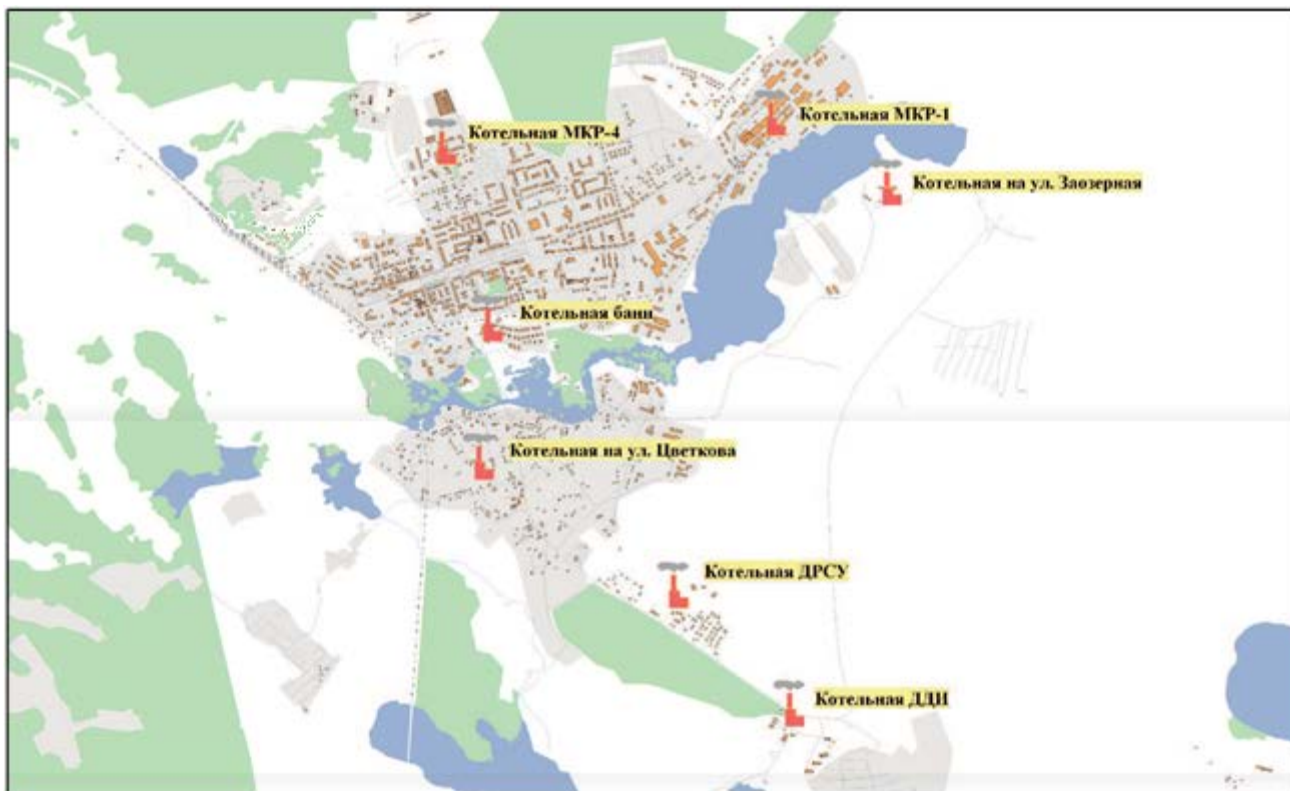 Котельная МКР-1
Котельная МКР-4
Котельная на ул. Заозерная
Котельная бани
Котельная на ул. Цветкова
Котельная ДРСУ
Котельная ДДИ